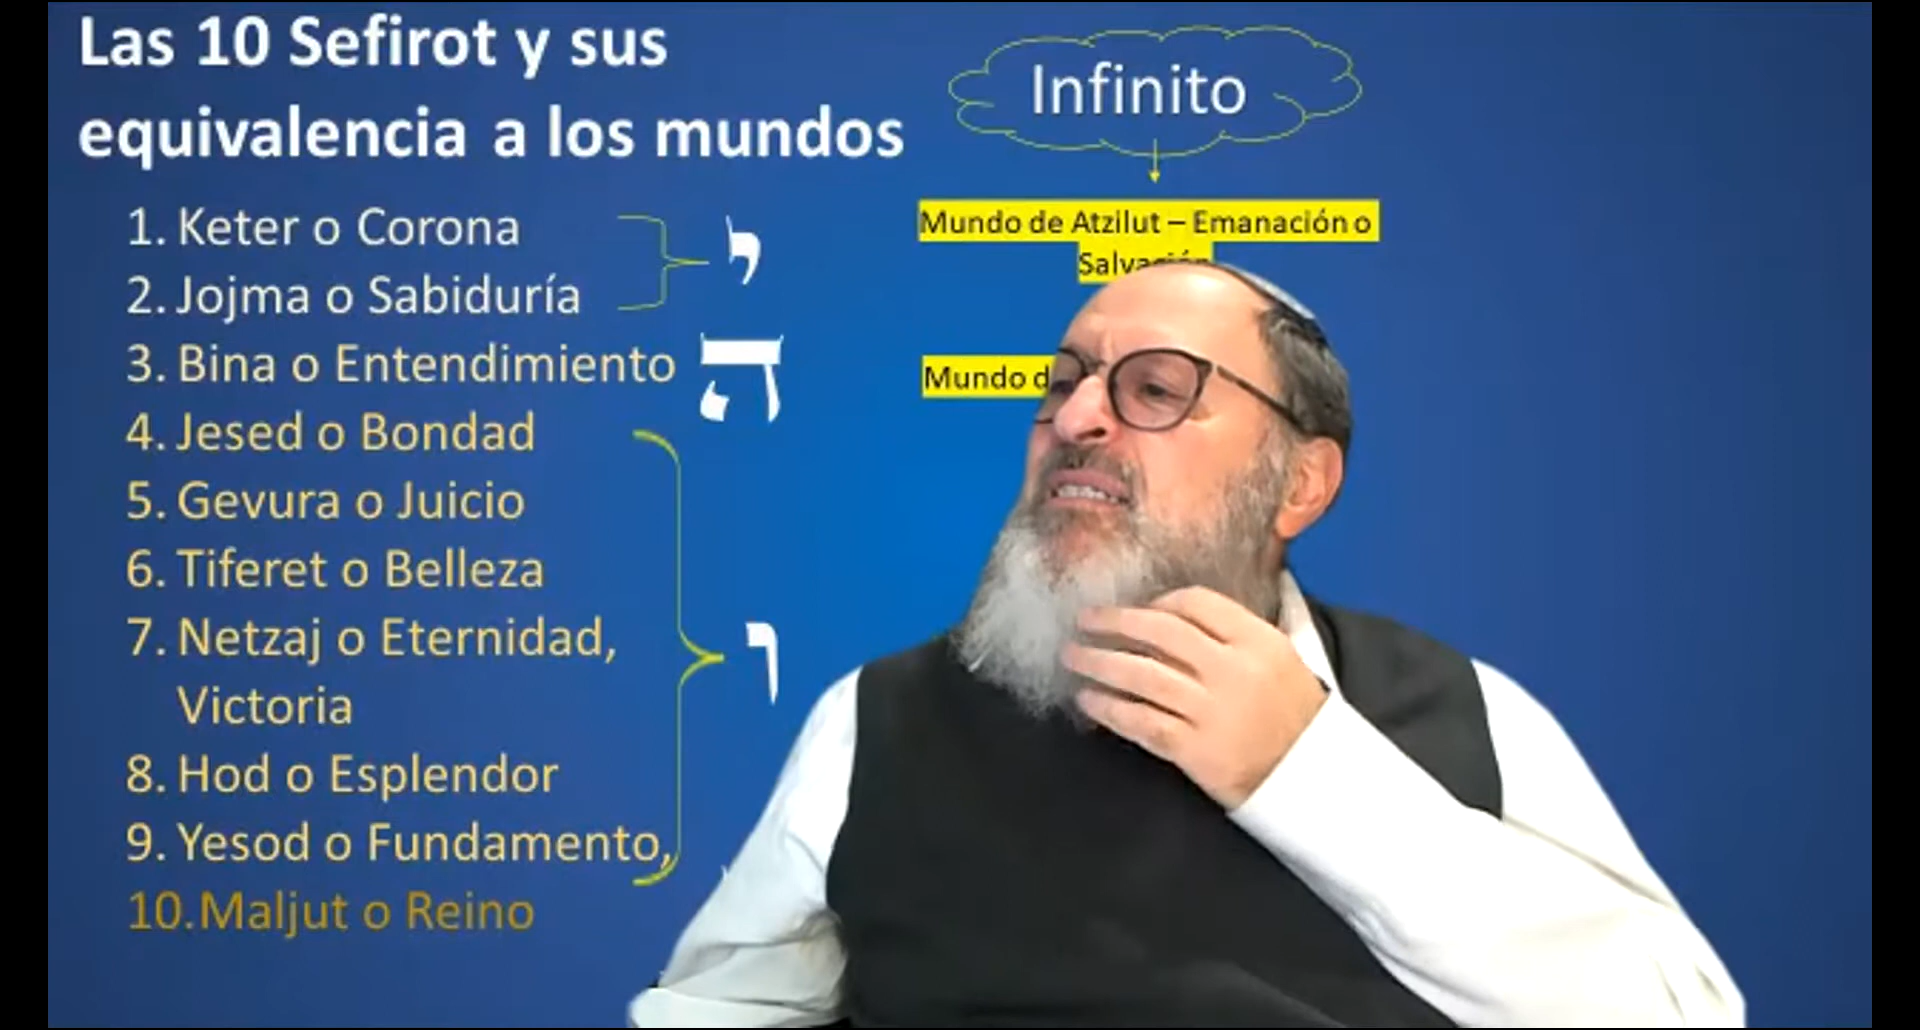 Las 10 Sefirot y sus
equivalencia a los mundos
Infinito
1. Keter o Corona
2. Jojma o Sabiduría
י
3. Bina o Entendimiento
ה
4. Jesed o Bondad
5. Gevura o Juicio
6. Tiferet o Belleza
7. Netzaj o Eternidad,
Victoria
ו
8. Hod o Esplendor
9. Yesod o Fundamento,
10. Maljut o Reino
Mundo de Atzilut – Emanación o
Salvación
Mundo d